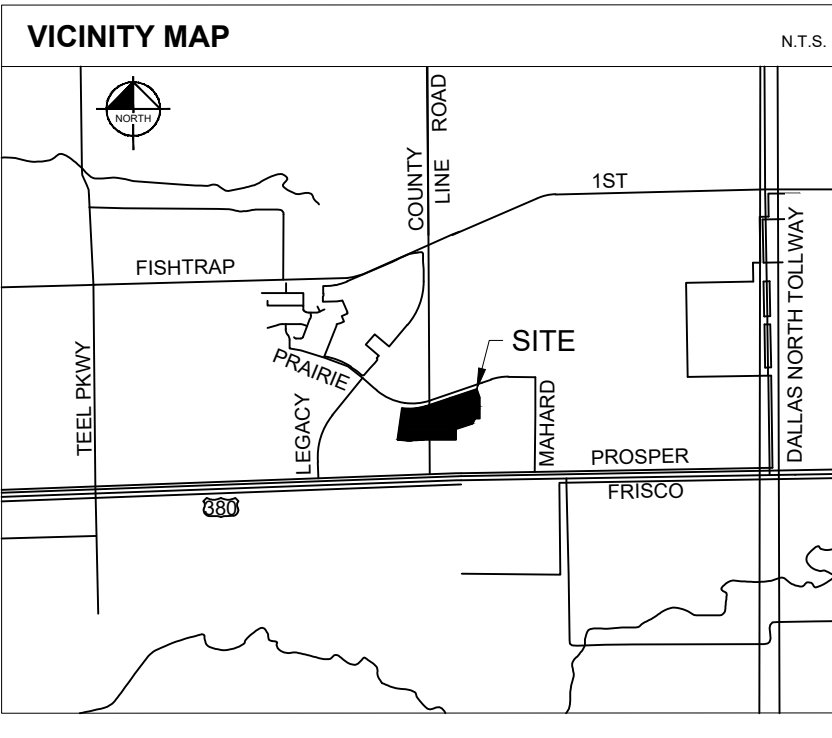 VICINITY MAP
N.T.S.
NORTH
COUNTY
LINE ROAD
1ST
FISHTRAP
DALLAS NORTH TOLLWAY
SITE
PRAIRIE
TEEL PKWY
LEGACY
MAHARD
PROSPER
FRISCO
380